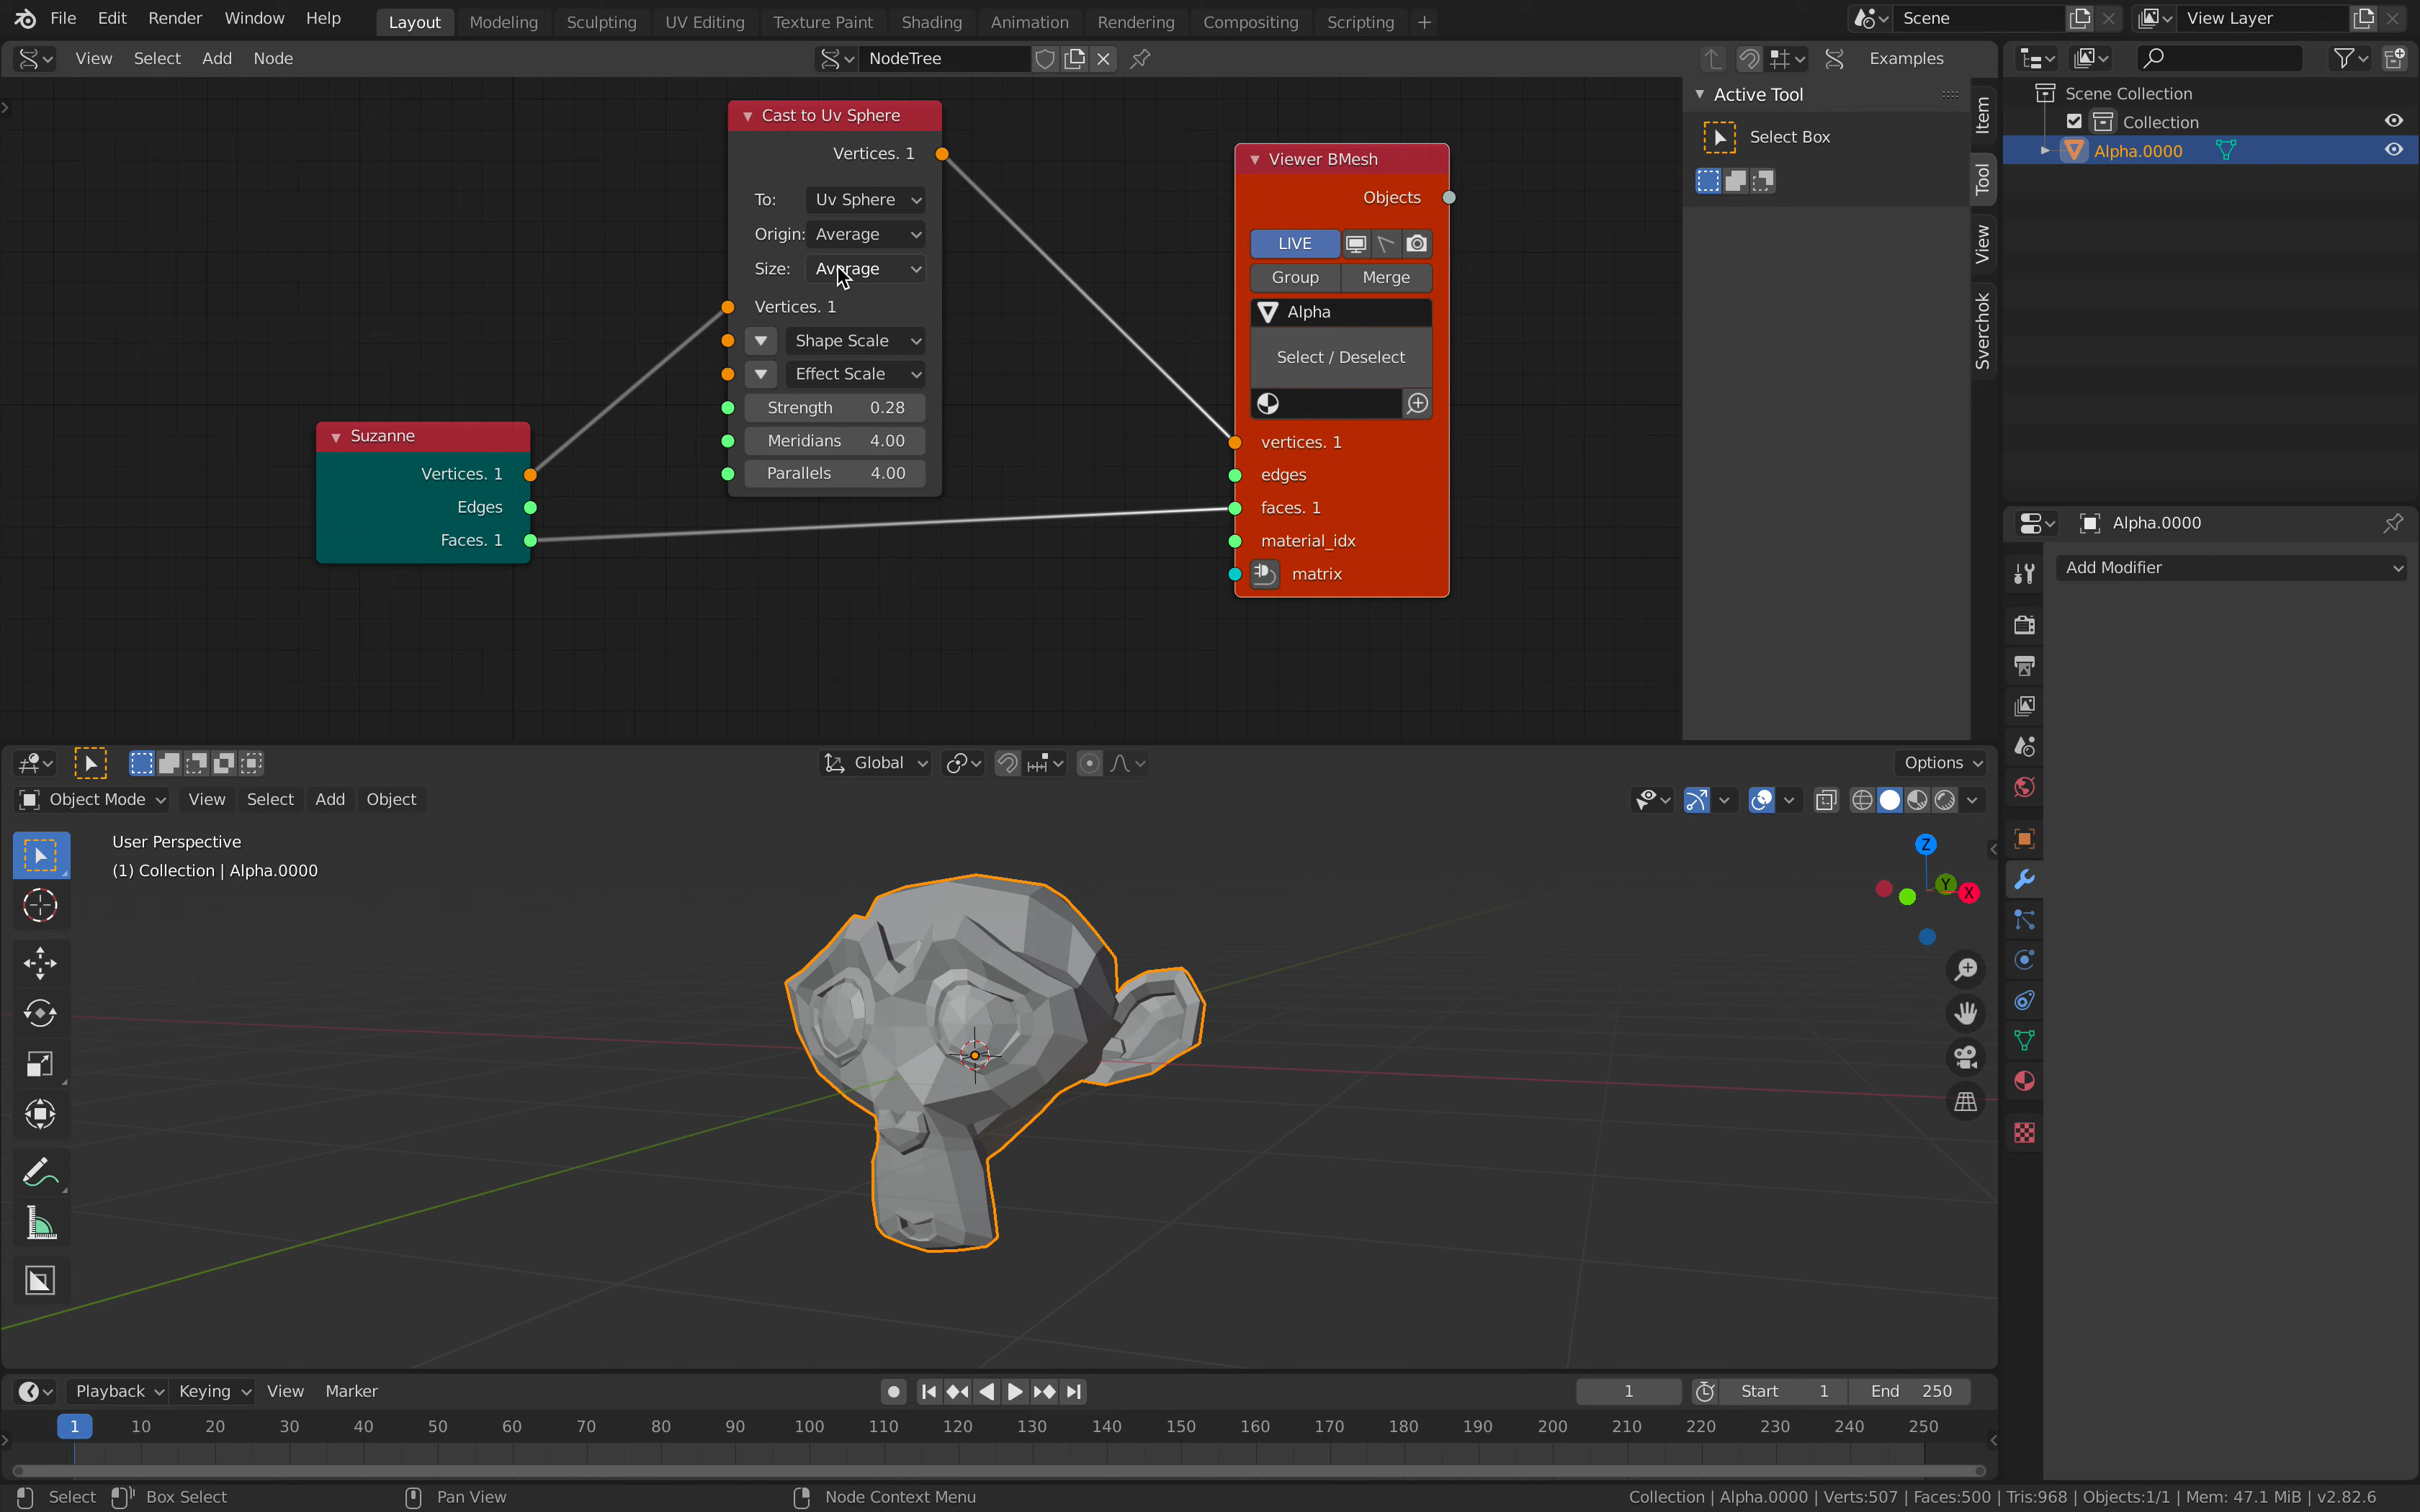 File Edit Render Window Help Layout Modeling Sculpting UV Editing Texture Paint Shading Animation Rendering Compositing Scripting + Scene View Layer
View Select Add Node NodeTree Examples
Active Tool
Select Box
Item
Tool
View
Sverchok
Scene Collection
Collection
Alpha.0000
Cast to Uv Sphere
Vertices. 1
To: Uv Sphere
Origin: Average
Size: Average
Vertices. 1
Shape Scale
Effect Scale
Strength 0.28
Meridians 4.00
Parallels 4.00
Suzanne
Vertices. 1
Edges
Faces. 1
Viewer BMesh
Objects
LIVE
Group Merge
Alpha
Select / Deselect
vertices. 1
edges
faces. 1
material_idx
matrix
Alpha.0000
Add Modifier
Global Options
Object Mode View Select Add Object
User Perspective
(1) Collection | Alpha.0000
Z
Y
X
Playback Keying View Marker 1 Start 1 End 250
1 10 20 30 40 50 60 70 80 90 100 110 120 130 140 150 160 170 180 190 200 210 220 230 240 250
Select Box Select Pan View Node Context Menu Collection | Alpha.0000 | Verts:507 | Faces:500 | Tris:968 | Objects:1/1 | Mem: 47.1 MiB | v2.82.6